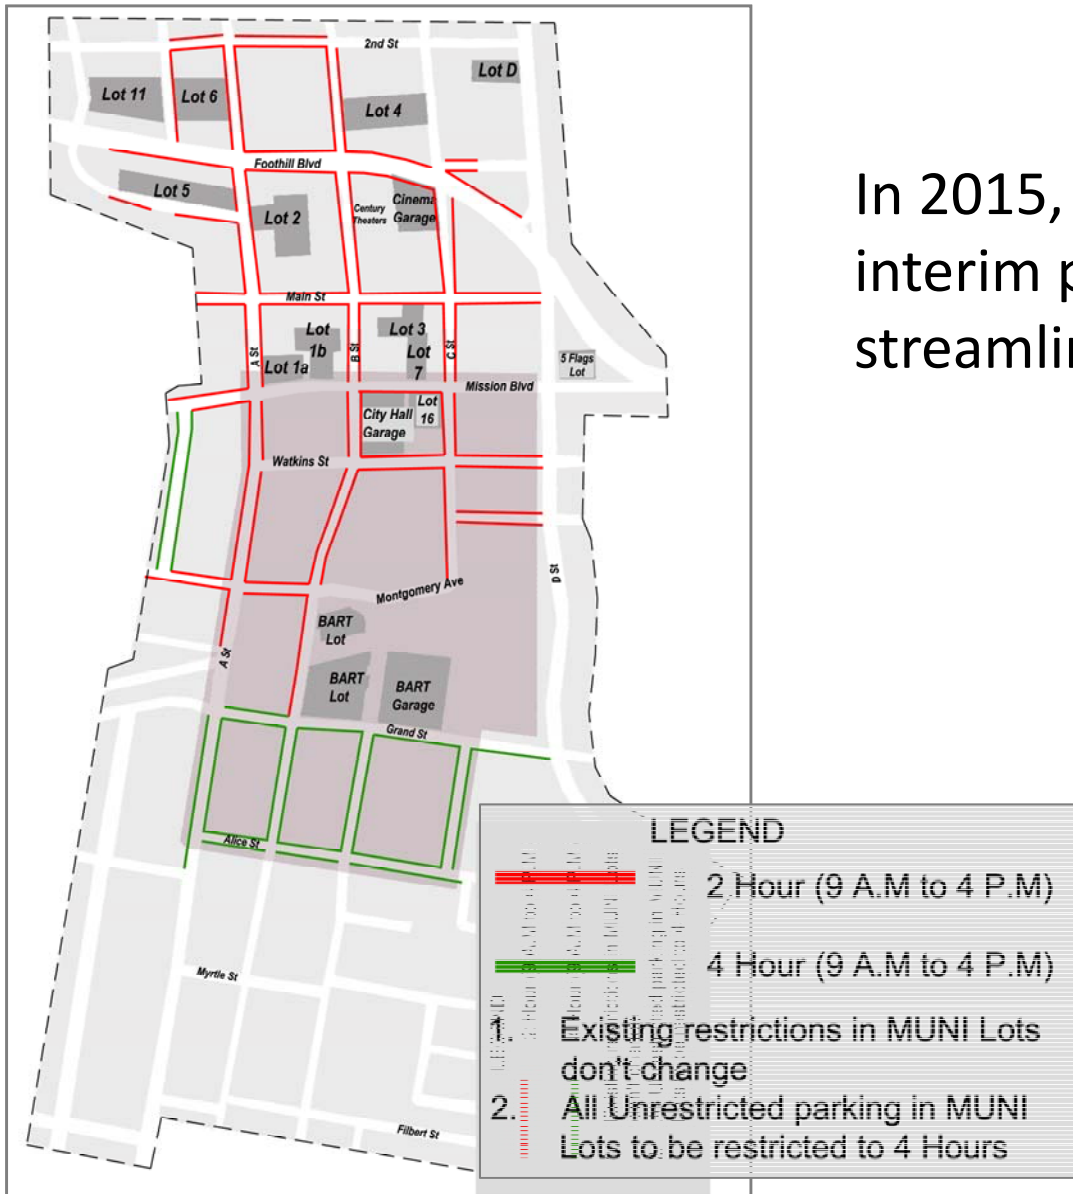 2nd St
Lot D
Lot 11
Lot 6
Lot 4
Foothill Blvd
Lot 5
Lot 2
Century
Theaters
Cinema
Garage
In 2015,
interim p
streamlin
Main St
Lot
1b
Lot 3
A St
B St
C St
Lot 1a
Lot
7
5 Flags
Lot
Mission Blvd
Lot
16
City Hall
Garage
Watkins St
D St
Montgomery Ave
BART
Lot
A St
BART
Lot
BART
Garage
Grand St
Alice St
Myrtle St
Filbert St
LEGEND
2 Hour (9 A.M to 4 P.M)
4 Hour (9 A.M to 4 P.M)
1. Existing restrictions in MUNI Lots
don't change
2. All Unrestricted parking in MUNI
Lots to be restricted to 4 Hours